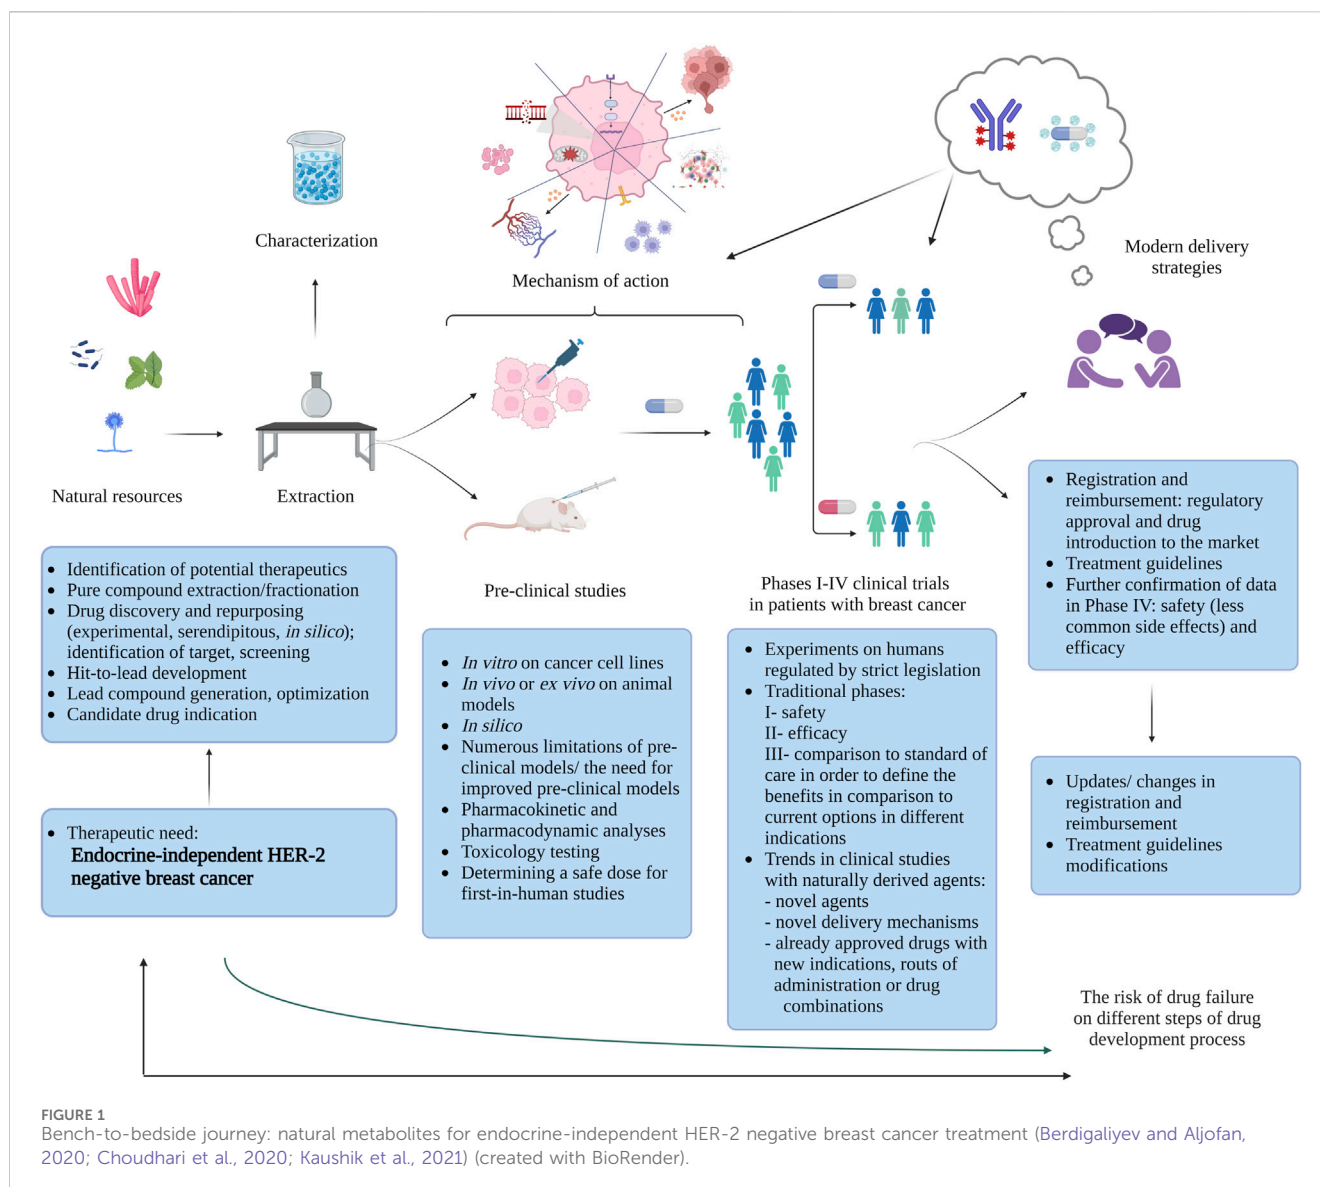 Characterization
Mechanism of action
Modern delivery
strategies
Natural resources
Extraction
Pre-clinical studies
Phases I-IV clinical trials
in patients with breast cancer
• Identification of potential therapeutics
• Pure compound extraction/fractionation
• Drug discovery and repurposing
(experimental, serendipitous, in silico);
identification of target, screening
• Hit-to-lead development
• Lead compound generation, optimization
• Candidate drug indication
• Therapeutic need:
Endocrine-independent HER-2
negative breast cancer
• In vitro on cancer cell lines
• In vivo or ex vivo on animal
models
• In silico
• Numerous limitations of pre-
clinical models/ the need for
improved pre-clinical models
• Pharmacokinetic and
pharmacodynamic analyses
• Toxicology testing
• Determining a safe dose for
first-in-human studies
• Experiments on humans
regulated by strict legislation
• Traditional phases:
I- safety
II- efficacy
III- comparison to standard of
care in order to define the
benefits in comparison to
current options in different
indications
• Trends in clinical studies
with naturally derived agents:
- novel agents
- novel delivery mechanisms
- already approved drugs with
new indications, routs of
administration or drug
combinations
• Registration and
reimbursement: regulatory
approval and drug
introduction to the market
• Treatment guidelines
• Further confirmation of data
in Phase IV: safety (less
common side effects) and
efficacy
• Updates/ changes in
registration and
reimbursement
• Treatment guidelines
modifications
The risk of drug failure
on different steps of drug
development process
FIGURE 1
Bench-to-bedside journey: natural metabolites for endocrine-independent HER-2 negative breast cancer treatment (Berdigaliyev and Aljofan,
2020; Choudhari et al., 2020; Kaushik et al., 2021) (created with BioRender).